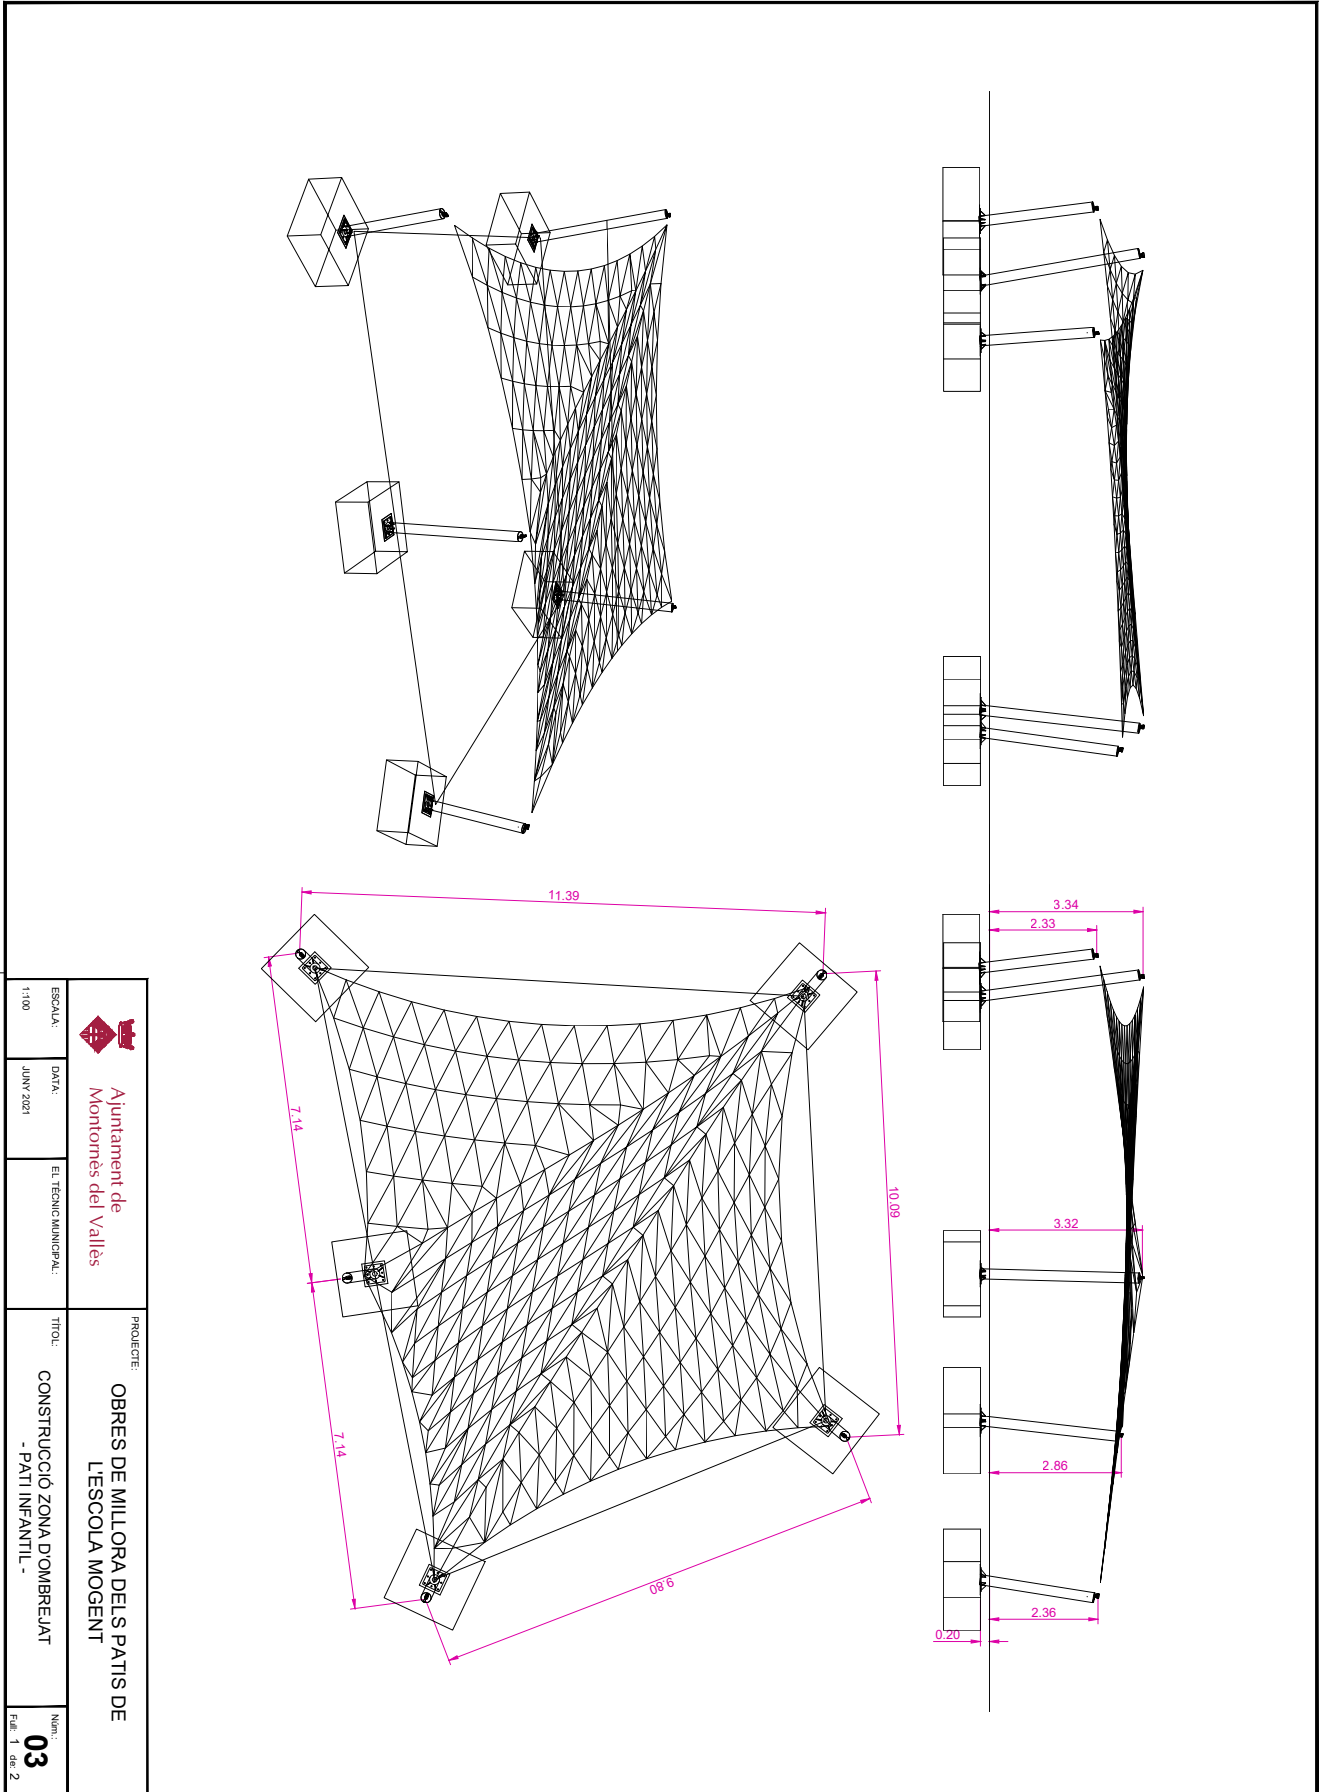 3.34
2.33
3.32
2.86
2.36
0.20
11.39
10.09
7.14
7.14
9.80
Ajuntament de
Montornès del Vallès
PROJECTE:
OBRES DE MILLORA DELS PATIS DE
L'ESCOLA MOGENT
ESCALA:
1:100
DATA:
JUNY 2021
EL TÈCNIC MUNICIPAL:
TÍTOL:
CONSTRUCCIÓ ZONA D'OMBREJAT
- PATI INFANTIL -
Núm.:
03
Full: 1 de: 2